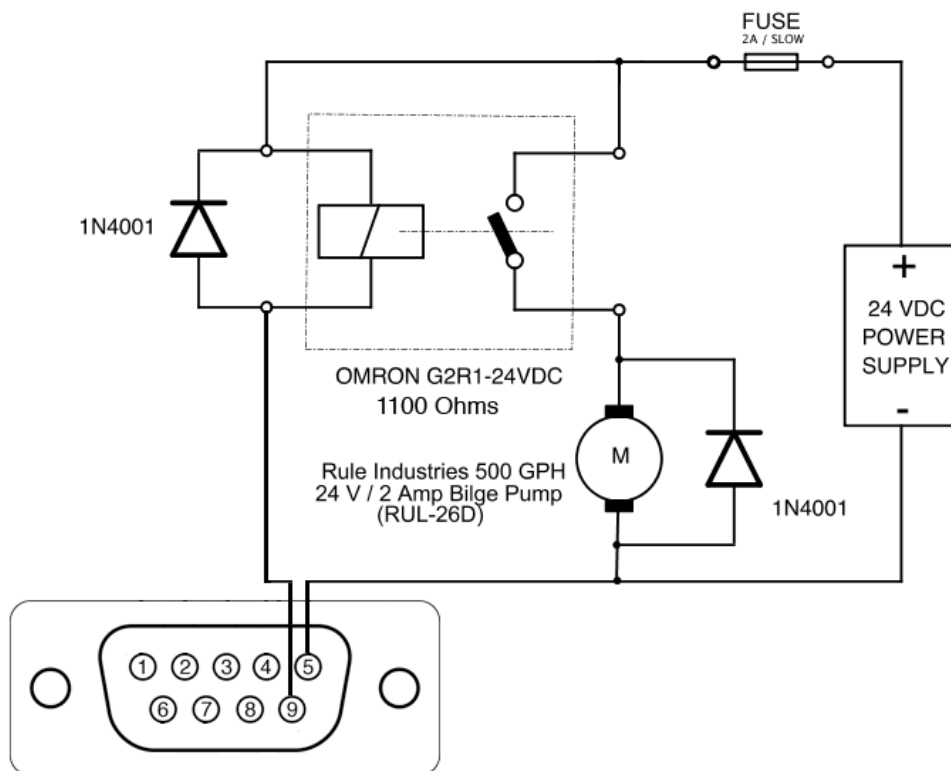 FUSE
2A / SLOW
1N4001
OMRON G2R1-24VDC
1100 Ohms
+
24 VDC
POWER
SUPPLY
-
Rule Industries 500 GPH
24 V / 2 Amp Bilge Pump
(RUL-26D)
M
1N4001
1 2 3 4 5
6 7 8 9